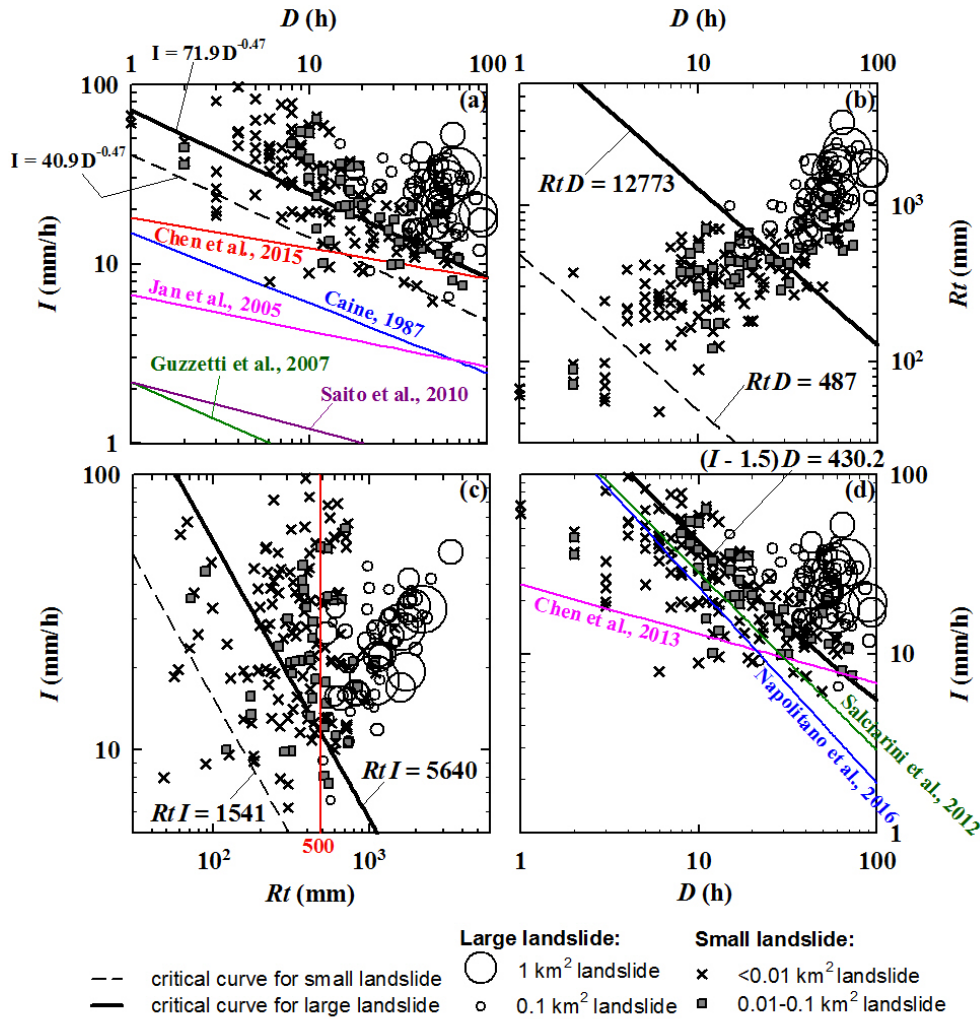 D (h)
D (h)
1 10 100
1 10 100
I = 71.9 D^-0.47
I = 40.9 D^-0.47
100
10
1
I (mm/h)
(a)
Chen et al., 2015
Caine, 1987
Jan et al., 2005
Guzzetti et al., 2007
Saito et al., 2010
(b)
Rt D = 12773
Rt D = 487
10^3
10^2
Rt (mm)
(c)
100
10
I (mm/h)
Rt I = 1541
Rt I = 5640
500
10^2 10^3
Rt (mm)
(I - 1.5) D = 430.2
(d)
Chen et al., 2013
Napolitano et al., 2016
Salciarini et al., 2012
100
10
1
I (mm/h)
1 10 100
D (h)
Large landslide: Small landslide:
critical curve for small landslide 1 km^2 landslide <0.01 km^2 landslide
critical curve for large landslide 0.1 km^2 landslide 0.01-0.1 km^2 landslide